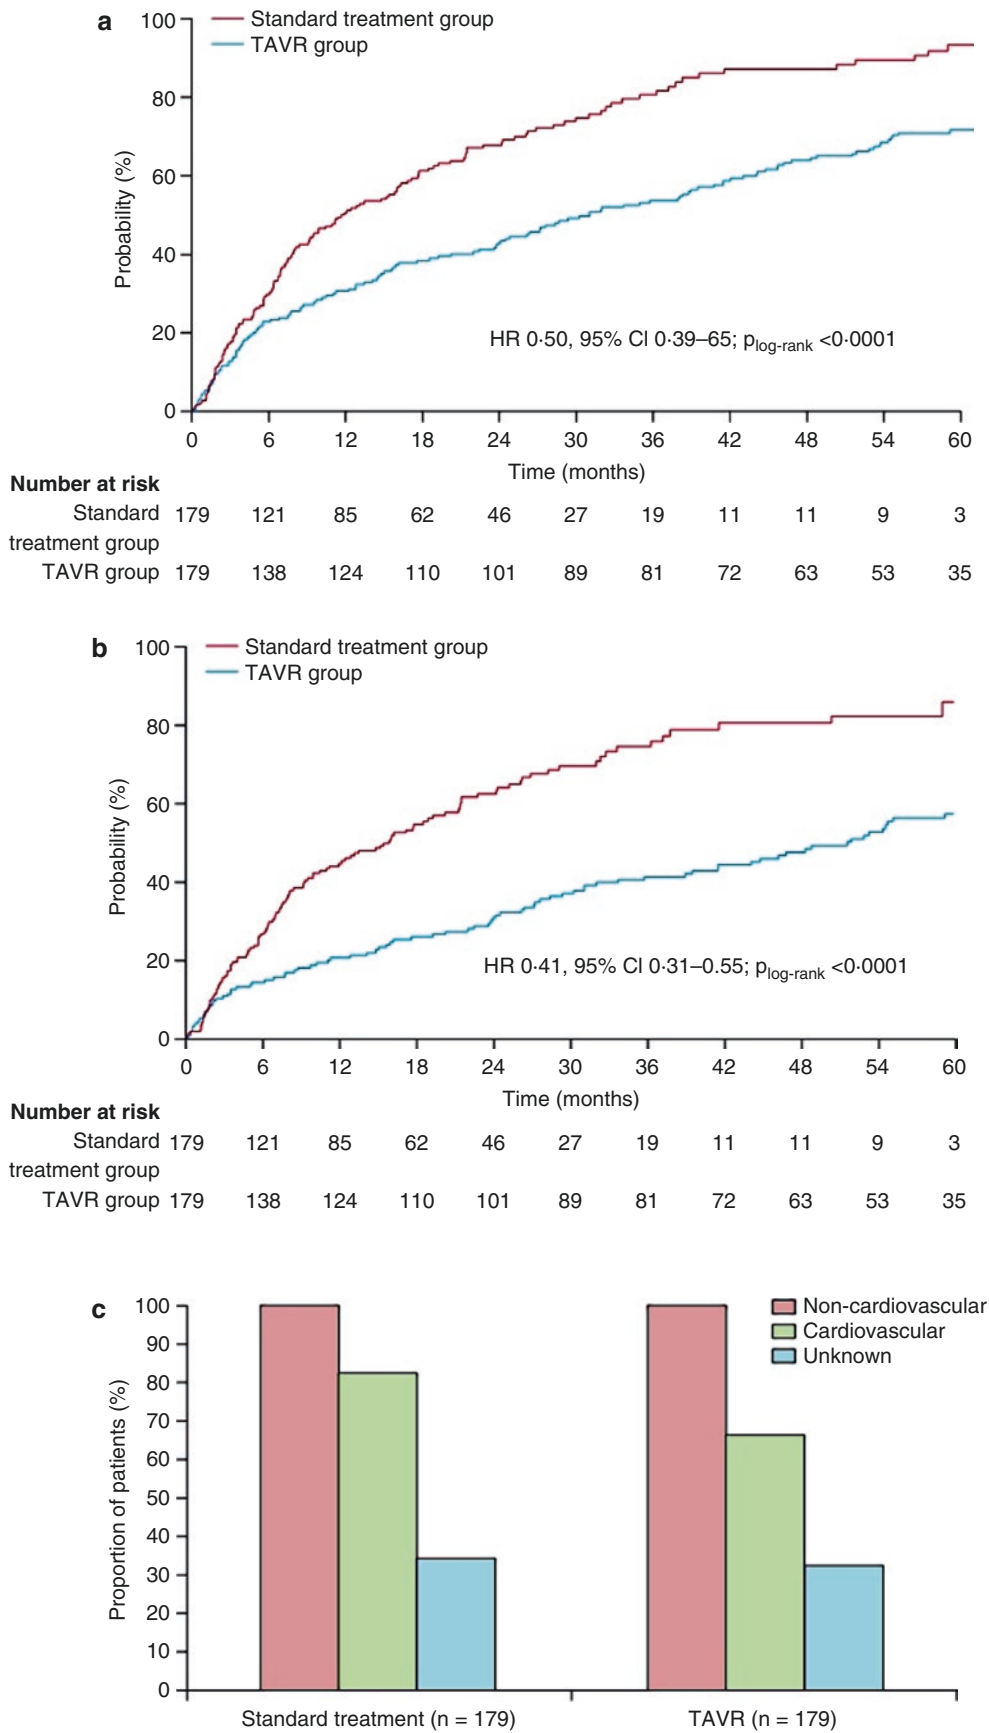 a
Standard treatment group
TAVR group
100
80
60
40
20
0
Probability (%)
HR 0·50, 95% CI 0·39–65; plog-rank <0·0001
0 6 12 18 24 30 36 42 48 54 60
Time (months)
Number at risk
Standard 179 121 85 62 46 27 19 11 11 9 3
treatment group
TAVR group 179 138 124 110 101 89 81 72 63 53 35
b
Standard treatment group
TAVR group
100
80
60
40
20
0
Probability (%)
HR 0·41, 95% CI 0·31–0.55; plog-rank <0·0001
0 6 12 18 24 30 36 42 48 54 60
Time (months)
Number at risk
Standard 179 121 85 62 46 27 19 11 11 9 3
treatment group
TAVR group 179 138 124 110 101 89 81 72 63 53 35
c
Non-cardiovascular
Cardiovascular
Unknown
100
90
80
70
60
50
40
30
20
10
0
Proportion of patients (%)
Standard treatment (n = 179) TAVR (n = 179)